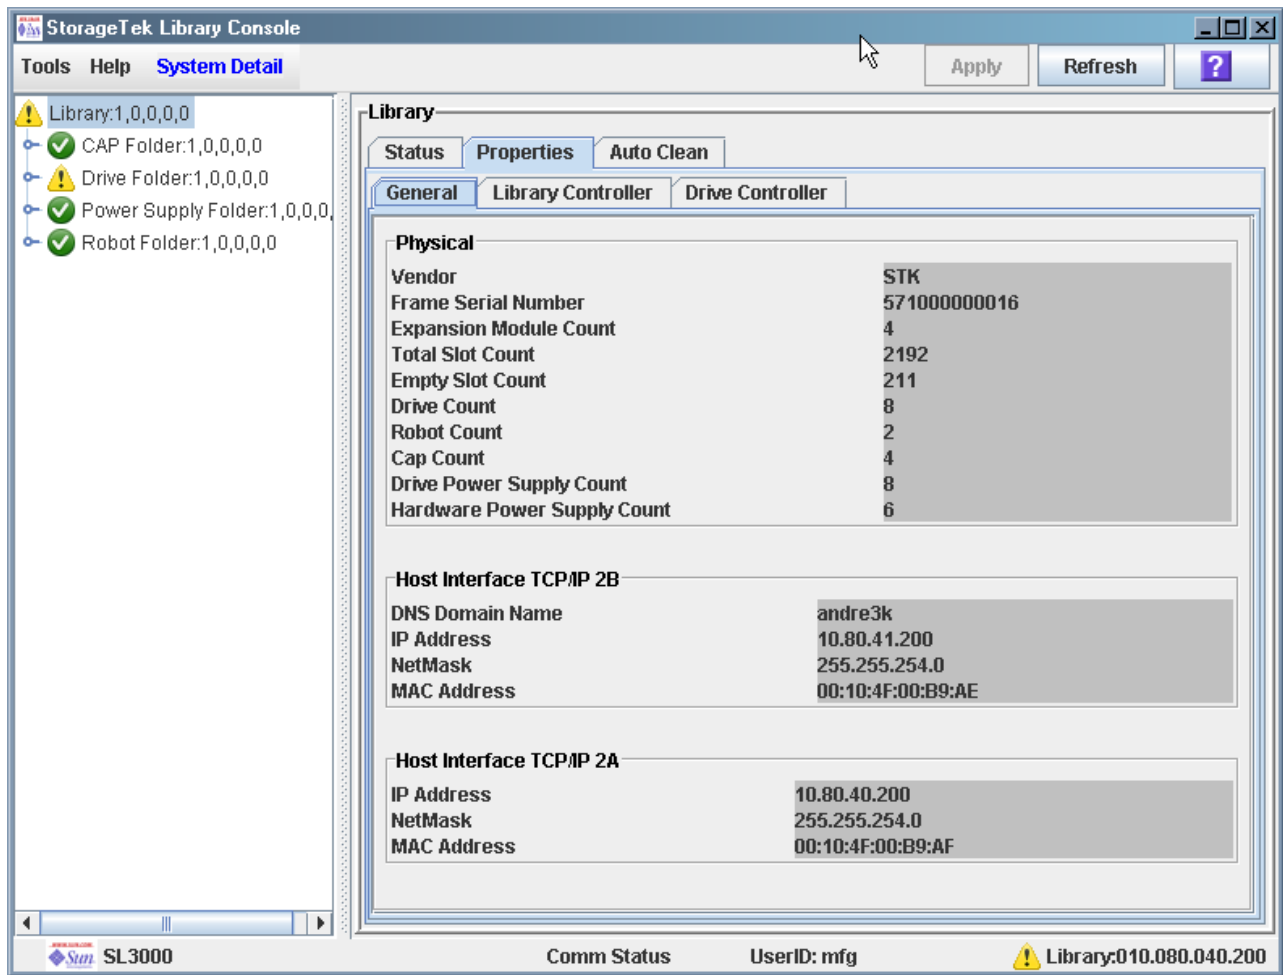 StorageTek Library Console
Tools Help System Detail Apply Refresh ?
Library:1,0,0,0,0
CAP Folder:1,0,0,0,0
Drive Folder:1,0,0,0,0
Power Supply Folder:1,0,0,0,
Robot Folder:1,0,0,0,0
Library
Status Properties Auto Clean
General Library Controller Drive Controller
Physical
Vendor STK
Frame Serial Number 571000000016
Expansion Module Count 4
Total Slot Count 2192
Empty Slot Count 211
Drive Count 8
Robot Count 2
Cap Count 4
Drive Power Supply Count 8
Hardware Power Supply Count 6
Host Interface TCP/IP 2B
DNS Domain Name andre3k
IP Address 10.80.41.200
NetMask 255.255.254.0
MAC Address 00:10:4F:00:B9:AE
Host Interface TCP/IP 2A
IP Address 10.80.40.200
NetMask 255.255.254.0
MAC Address 00:10:4F:00:B9:AF
Sun SL3000 Comm Status UserID: mfg Library:010.080.040.200